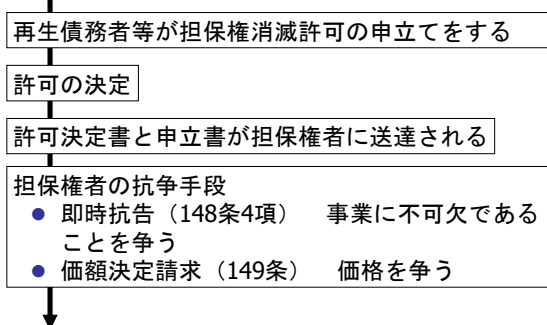 再生債務者等が担保権消滅許可の申立てをする
許可の決定
許可決定書と申立書が担保権者に送達される
担保権者の抗争手段
● 即時抗告（148条4項）　事業に不可欠である
ことを争う
● 価額決定請求（149条）　価格を争う